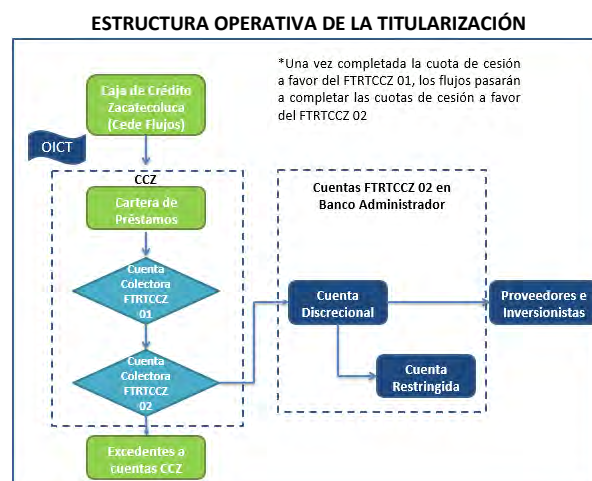 ESTRUCTURA OPERATIVA DE LA TITULARIZACIÓN
*Una vez completada la cuota de cesión
a favor del FTRTCCZ 01, los flujos pasarán
a completar las cuotas de cesión a favor
del FTRTCCZ 02
Caja de Crédito
Zacatecoluca
(Cede Flujos)
OICT
CCZ
Cartera de
Préstamos
Cuenta
Colectora
FTRTCCZ
01
Cuenta
Colectora
FTRTCCZ
02
Excedentes a
cuentas CCZ
Cuentas FTRTCCZ 02 en
Banco Administrador
Cuenta
Discrecional
Cuenta
Restringida
Proveedores e
Inversionistas